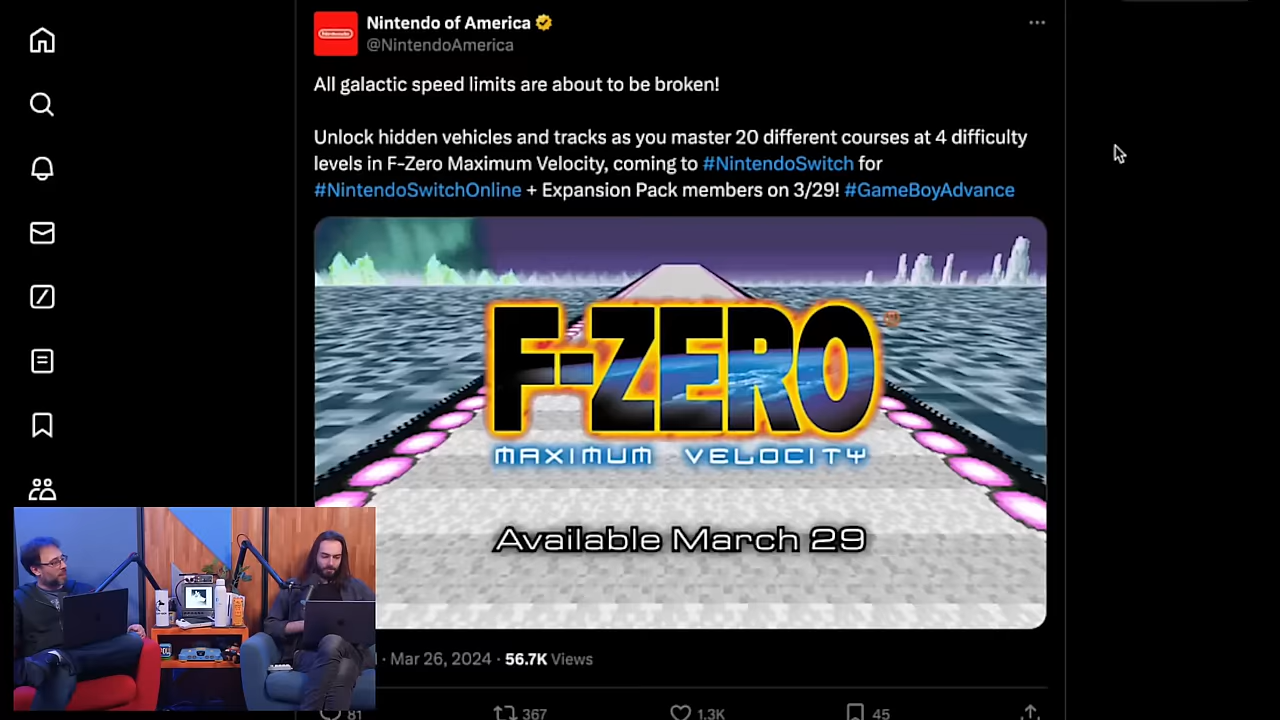 Nintendo of America
@NintendoAmerica
All galactic speed limits are about to be broken!
Unlock hidden vehicles and tracks as you master 20 different courses at 4 difficulty
levels in F-Zero Maximum Velocity, coming to #NintendoSwitch for
#NintendoSwitchOnline + Expansion Pack members on 3/29! #GameBoyAdvance
F-ZERO
MAXIMUM VELOCITY
Available March 29
· Mar 26, 2024 · 56.7K Views
81 367 1.3K 45